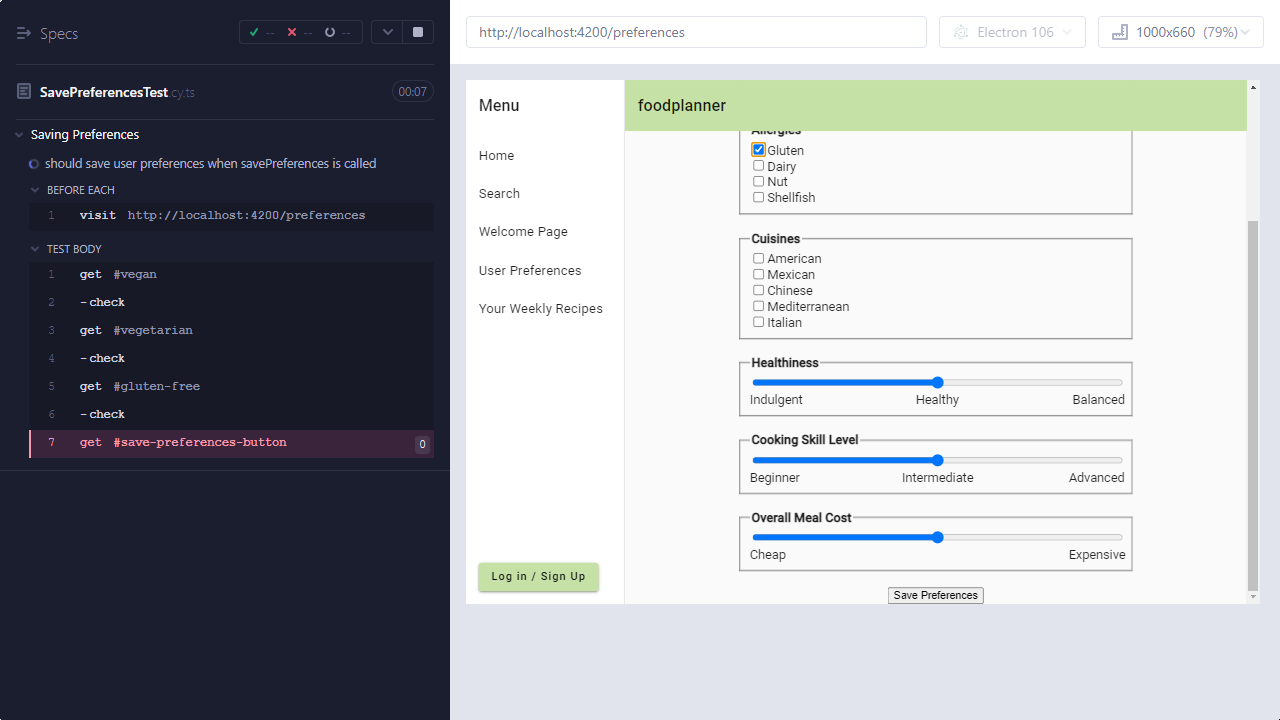 Specs
-- -- --
SavePreferencesTest.cy.ts
00:07
Saving Preferences
should save user preferences when savePreferences is called
BEFORE EACH
1 visit http://localhost:4200/preferences
TEST BODY
1 get #vegan
2 -check
3 get #vegetarian
4 -check
5 get #gluten-free
6 -check
7 get #save-preferences-button 0
http://localhost:4200/preferences
Electron 106
1000x660 (79%)
Menu
Home
Search
Welcome Page
User Preferences
Your Weekly Recipes
Log in / Sign Up
foodplanner
Allergies
Gluten
Dairy
Nut
Shellfish
Cuisines
American
Mexican
Chinese
Mediterranean
Italian
Healthiness
Indulgent Healthy Balanced
Cooking Skill Level
Beginner Intermediate Advanced
Overall Meal Cost
Cheap Expensive
Save Preferences